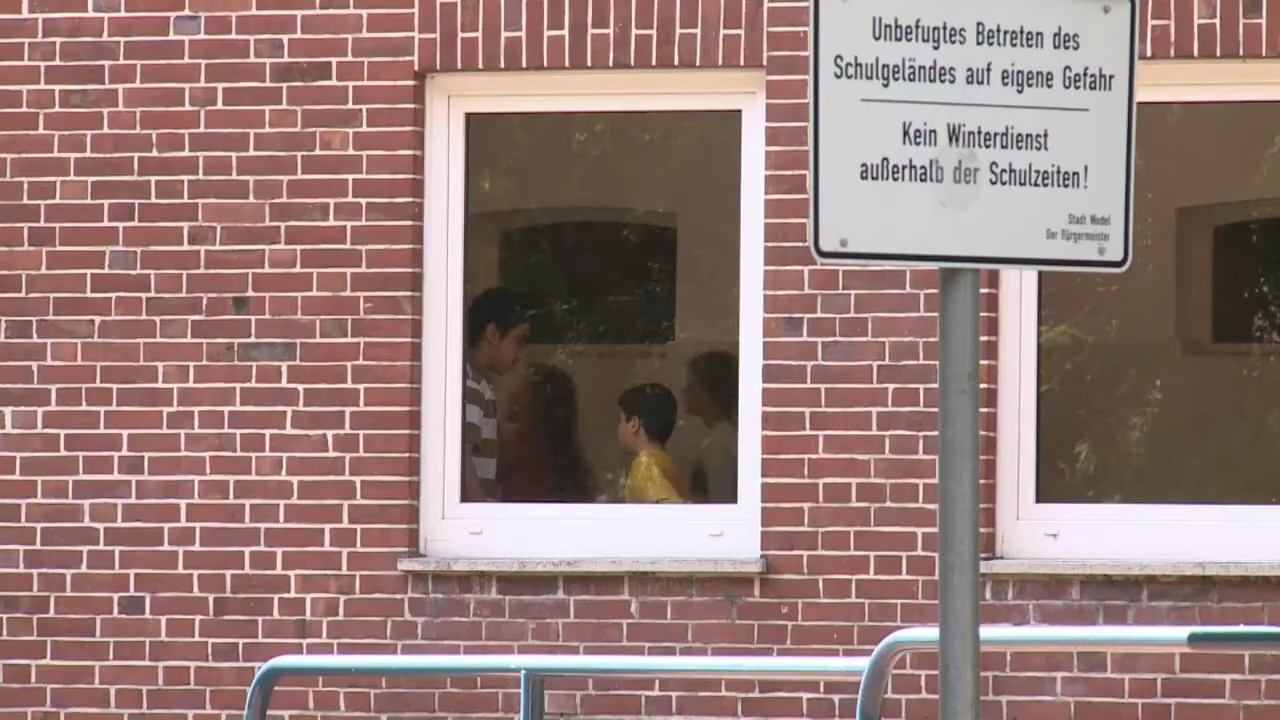 Unbefugtes Betreten des
Schulgeländes auf eigene Gefahr
Kein Winterdienst
außerhalb der Schulzeiten!
Stadt Wedel
Der Bürgermeister